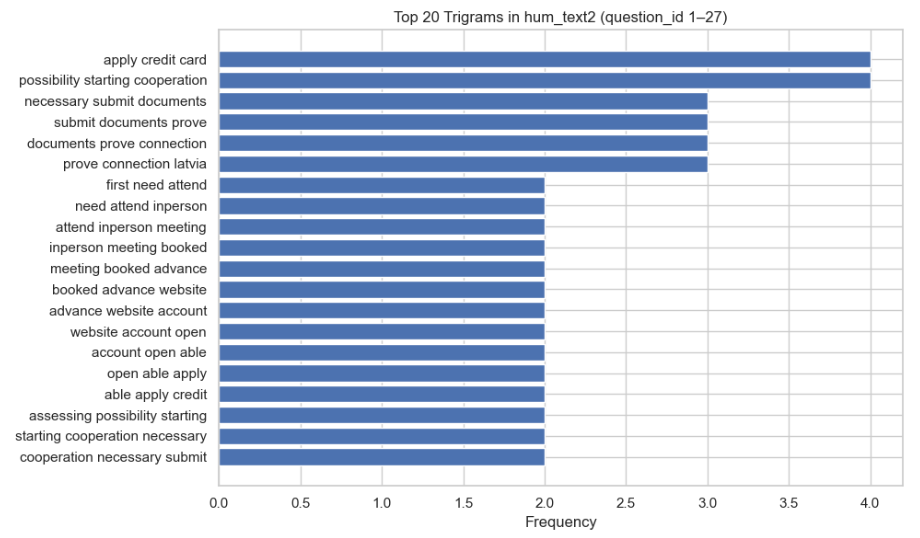 Top 20 Trigrams in hum_text2 (question_id 1–27)
apply credit card
possibility starting cooperation
necessary submit documents
submit documents prove
documents prove connection
prove connection latvia
first need attend
need attend inperson
attend inperson meeting
inperson meeting booked
meeting booked advance
booked advance website
advance website account
website account open
account open able
open able apply
able apply credit
assessing possibility starting
starting cooperation necessary
cooperation necessary submit
0.0 0.5 1.0 1.5 2.0 2.5 3.0 3.5 4.0
Frequency